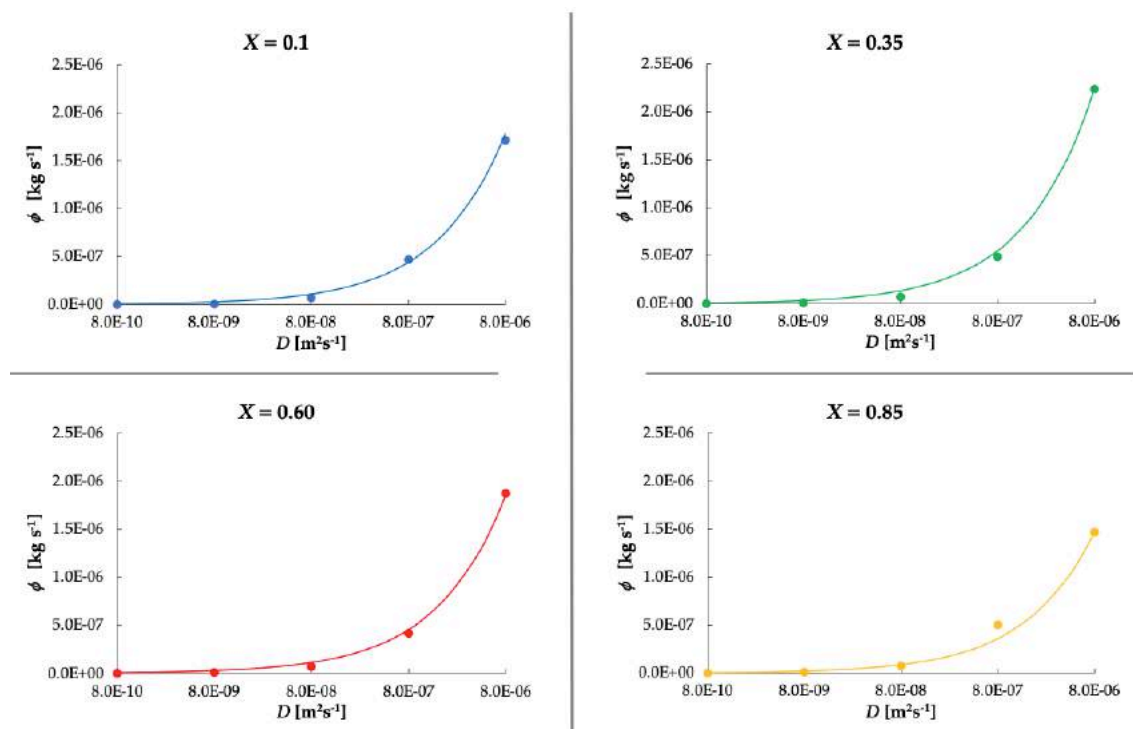 X = 0.1
2.5E-06
2.0E-06
1.5E-06
1.0E-06
5.0E-07
0.0E+00
ϕ [kg s⁻¹]
8.0E-10 8.0E-09 8.0E-08 8.0E-07 8.0E-06
D [m²s⁻¹]
X = 0.35
2.5E-06
2.0E-06
1.5E-06
1.0E-06
5.0E-07
0.0E+00
ϕ [kg s⁻¹]
8.0E-10 8.0E-09 8.0E-08 8.0E-07 8.0E-06
D [m²s⁻¹]
X = 0.60
2.5E-06
2.0E-06
1.5E-06
1.0E-06
5.0E-07
0.0E+00
ϕ [kg s⁻¹]
8.0E-10 8.0E-09 8.0E-08 8.0E-07 8.0E-06
D [m²s⁻¹]
X = 0.85
2.5E-06
2.0E-06
1.5E-06
1.0E-06
5.0E-07
0.0E+00
ϕ [kg s⁻¹]
8.0E-10 8.0E-09 8.0E-08 8.0E-07 8.0E-06
D [m²s⁻¹]